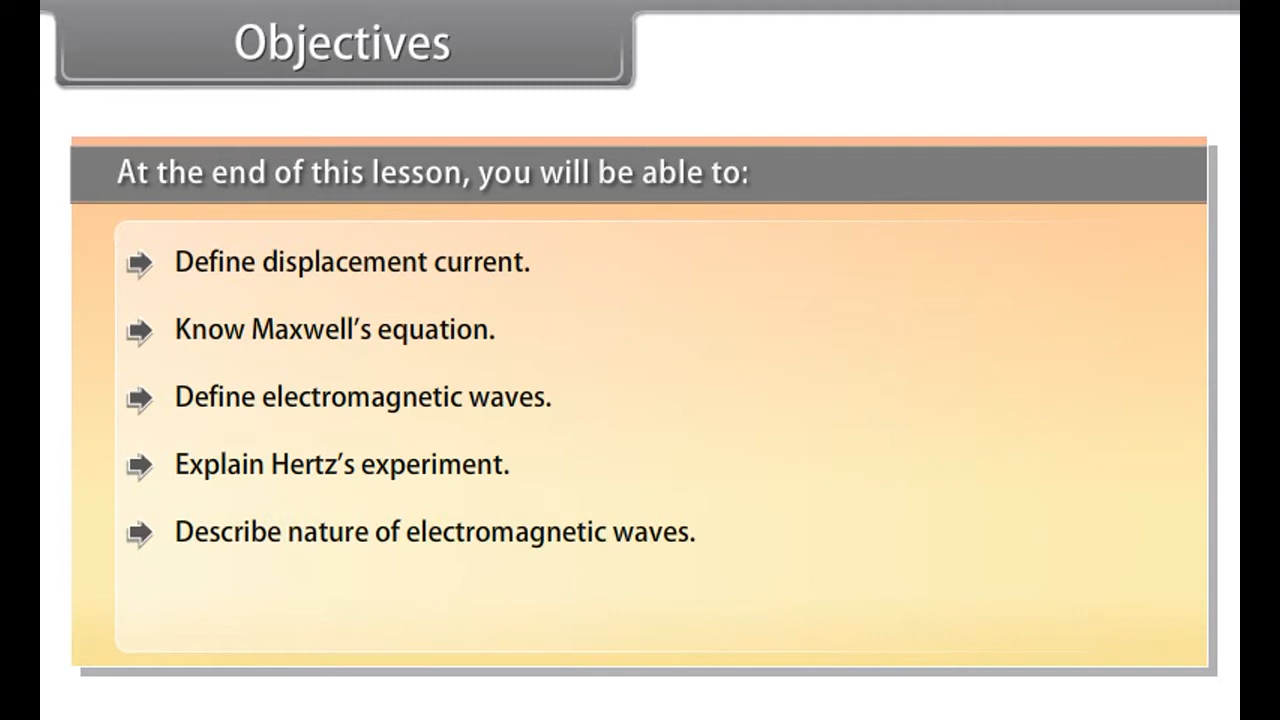 Objectives
At the end of this lesson, you will be able to:
Define displacement current.
Know Maxwell’s equation.
Define electromagnetic waves.
Explain Hertz’s experiment.
Describe nature of electromagnetic waves.